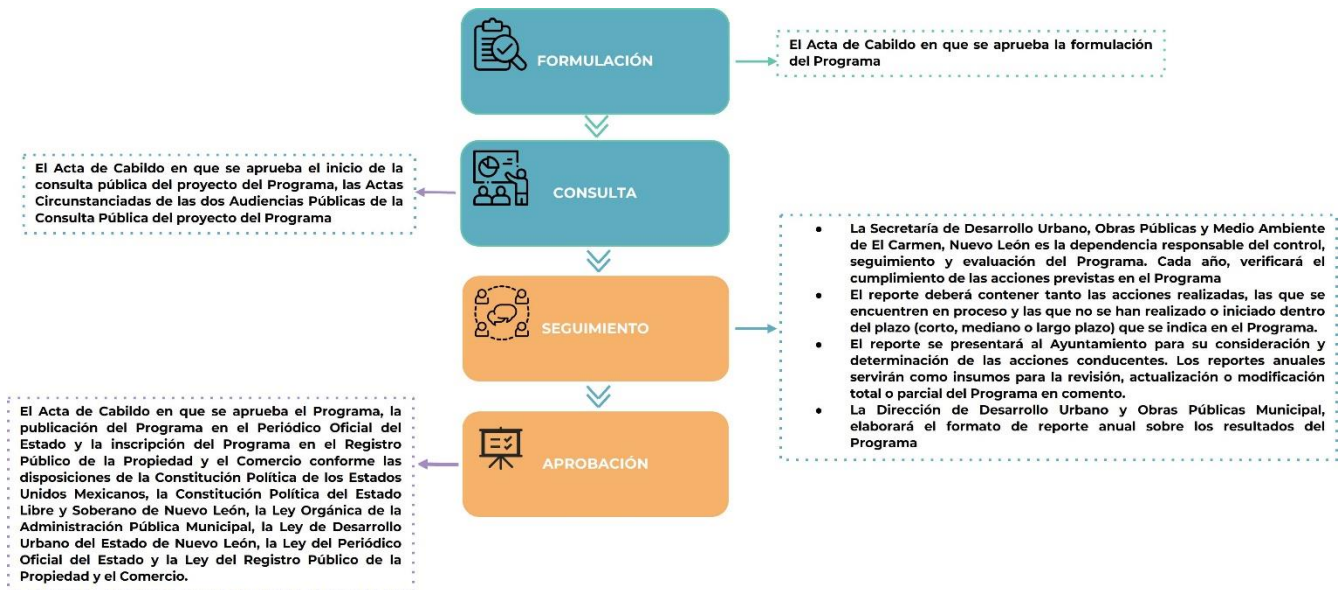 FORMULACIÓN
El Acta de Cabildo en que se aprueba la formulación
del Programa
CONSULTA
El Acta de Cabildo en que se aprueba el inicio de la
consulta pública del proyecto del Programa, las Actas
Circunstanciadas de las dos Audiencias Públicas de la
Consulta Pública del proyecto del Programa
SEGUIMIENTO
● La Secretaría de Desarrollo Urbano, Obras Públicas y Medio Ambiente
de El Carmen, Nuevo León es la dependencia responsable del control,
seguimiento y evaluación del Programa. Cada año, verificará el
cumplimiento de las acciones previstas en el Programa
● El reporte deberá contener tanto las acciones realizadas, las que se
encuentren en proceso y las que no se han realizado o iniciado dentro
del plazo (corto, mediano o largo plazo) que se indica en el Programa.
● El reporte se presentará al Ayuntamiento para su consideración y
determinación de las acciones conducentes. Los reportes anuales
servirán como insumos para la revisión, actualización o modificación
total o parcial del Programa en comento.
● La Dirección de Desarrollo Urbano y Obras Públicas Municipal,
elaborará el formato de reporte anual sobre los resultados del
Programa
APROBACIÓN
El Acta de Cabildo en que se aprueba el Programa, la
publicación del Programa en el Periódico Oficial del
Estado y la inscripción del Programa en el Registro
Público de la Propiedad y el Comercio conforme las
disposiciones de la Constitución Política de los Estados
Unidos Mexicanos, la Constitución Política del Estado
Libre y Soberano de Nuevo León, la Ley Orgánica de la
Administración Pública Municipal, la Ley de Desarrollo
Urbano del Estado de Nuevo León, la Ley del Periódico
Oficial del Estado y la Ley del Registro Público de la
Propiedad y el Comercio.